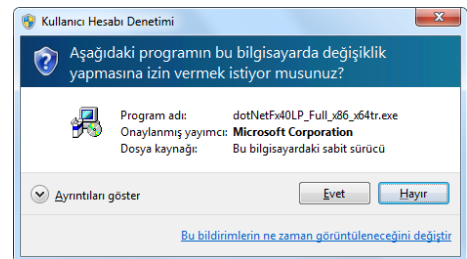 Kullanıcı Hesabı Denetimi
Aşağıdaki programın bu bilgisayarda değişiklik
yapmasına izin vermek istiyor musunuz?
Program adı: dotNetFx40LP_Full_x86_x64tr.exe
Onaylanmış yayımcı: Microsoft Corporation
Dosya kaynağı: Bu bilgisayardaki sabit sürücü
Ayrıntıları göster Evet Hayır
Bu bildirimlerin ne zaman görüntüleneceğini değiştir